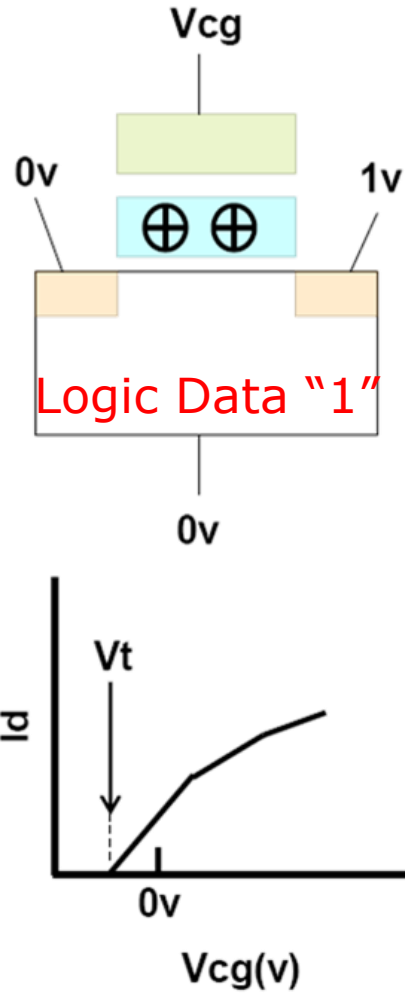 Vcg
0v
1v
Logic Data “1”
0v
Vt
Id
0v
Vcg(v)